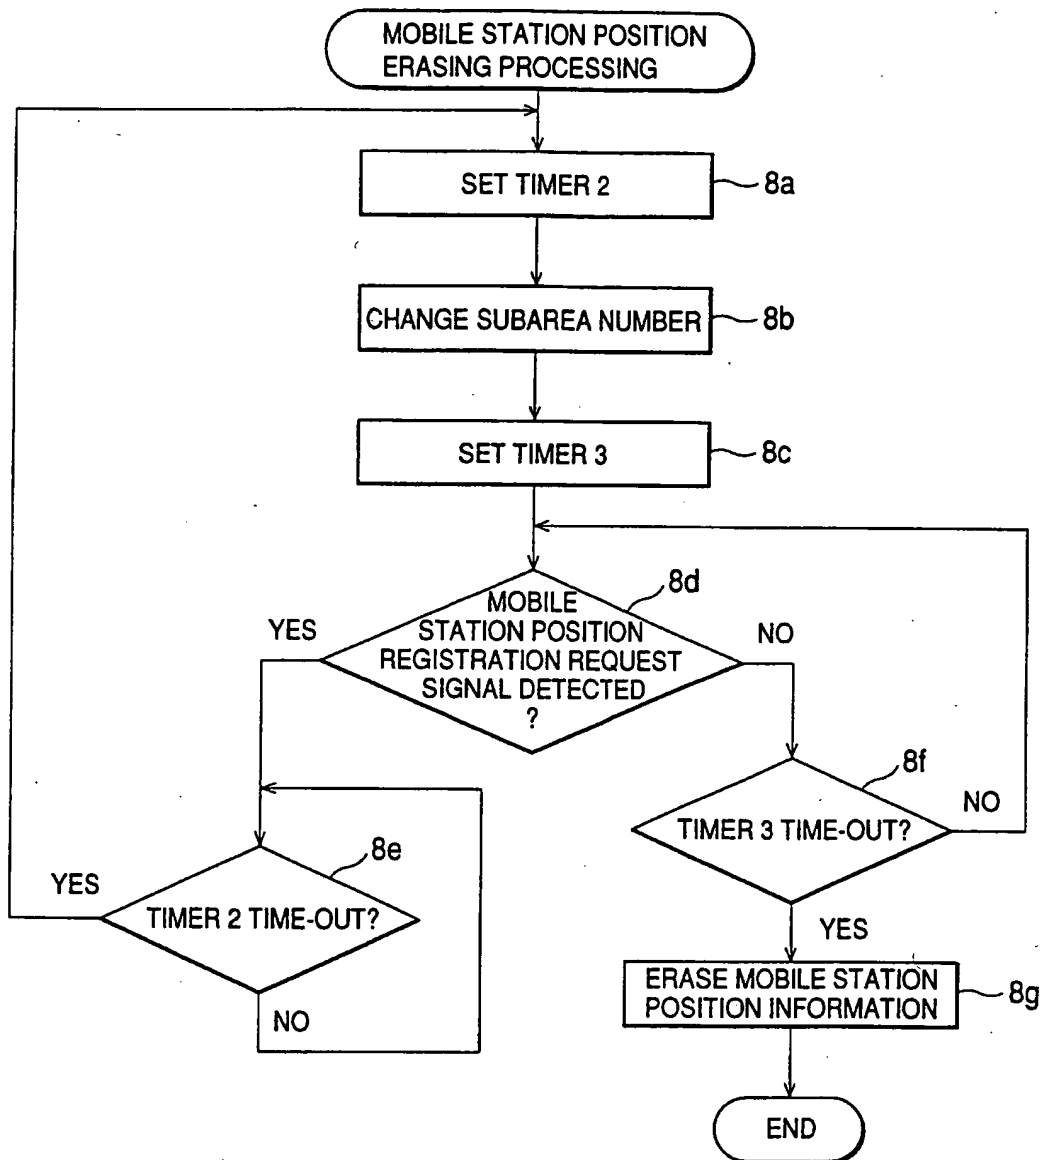 MOBILE STATION POSITION
ERASING PROCESSING
SET TIMER 2
8a
CHANGE SUBAREA NUMBER
8b
SET TIMER 3
8c
8d
MOBILE
STATION POSITION
REGISTRATION REQUEST
SIGNAL DETECTED
?
YES
NO
8f
TIMER 3 TIME-OUT?
NO
8e
YES
TIMER 2 TIME-OUT?
NO
YES
ERASE MOBILE STATION
POSITION INFORMATION
8g
END